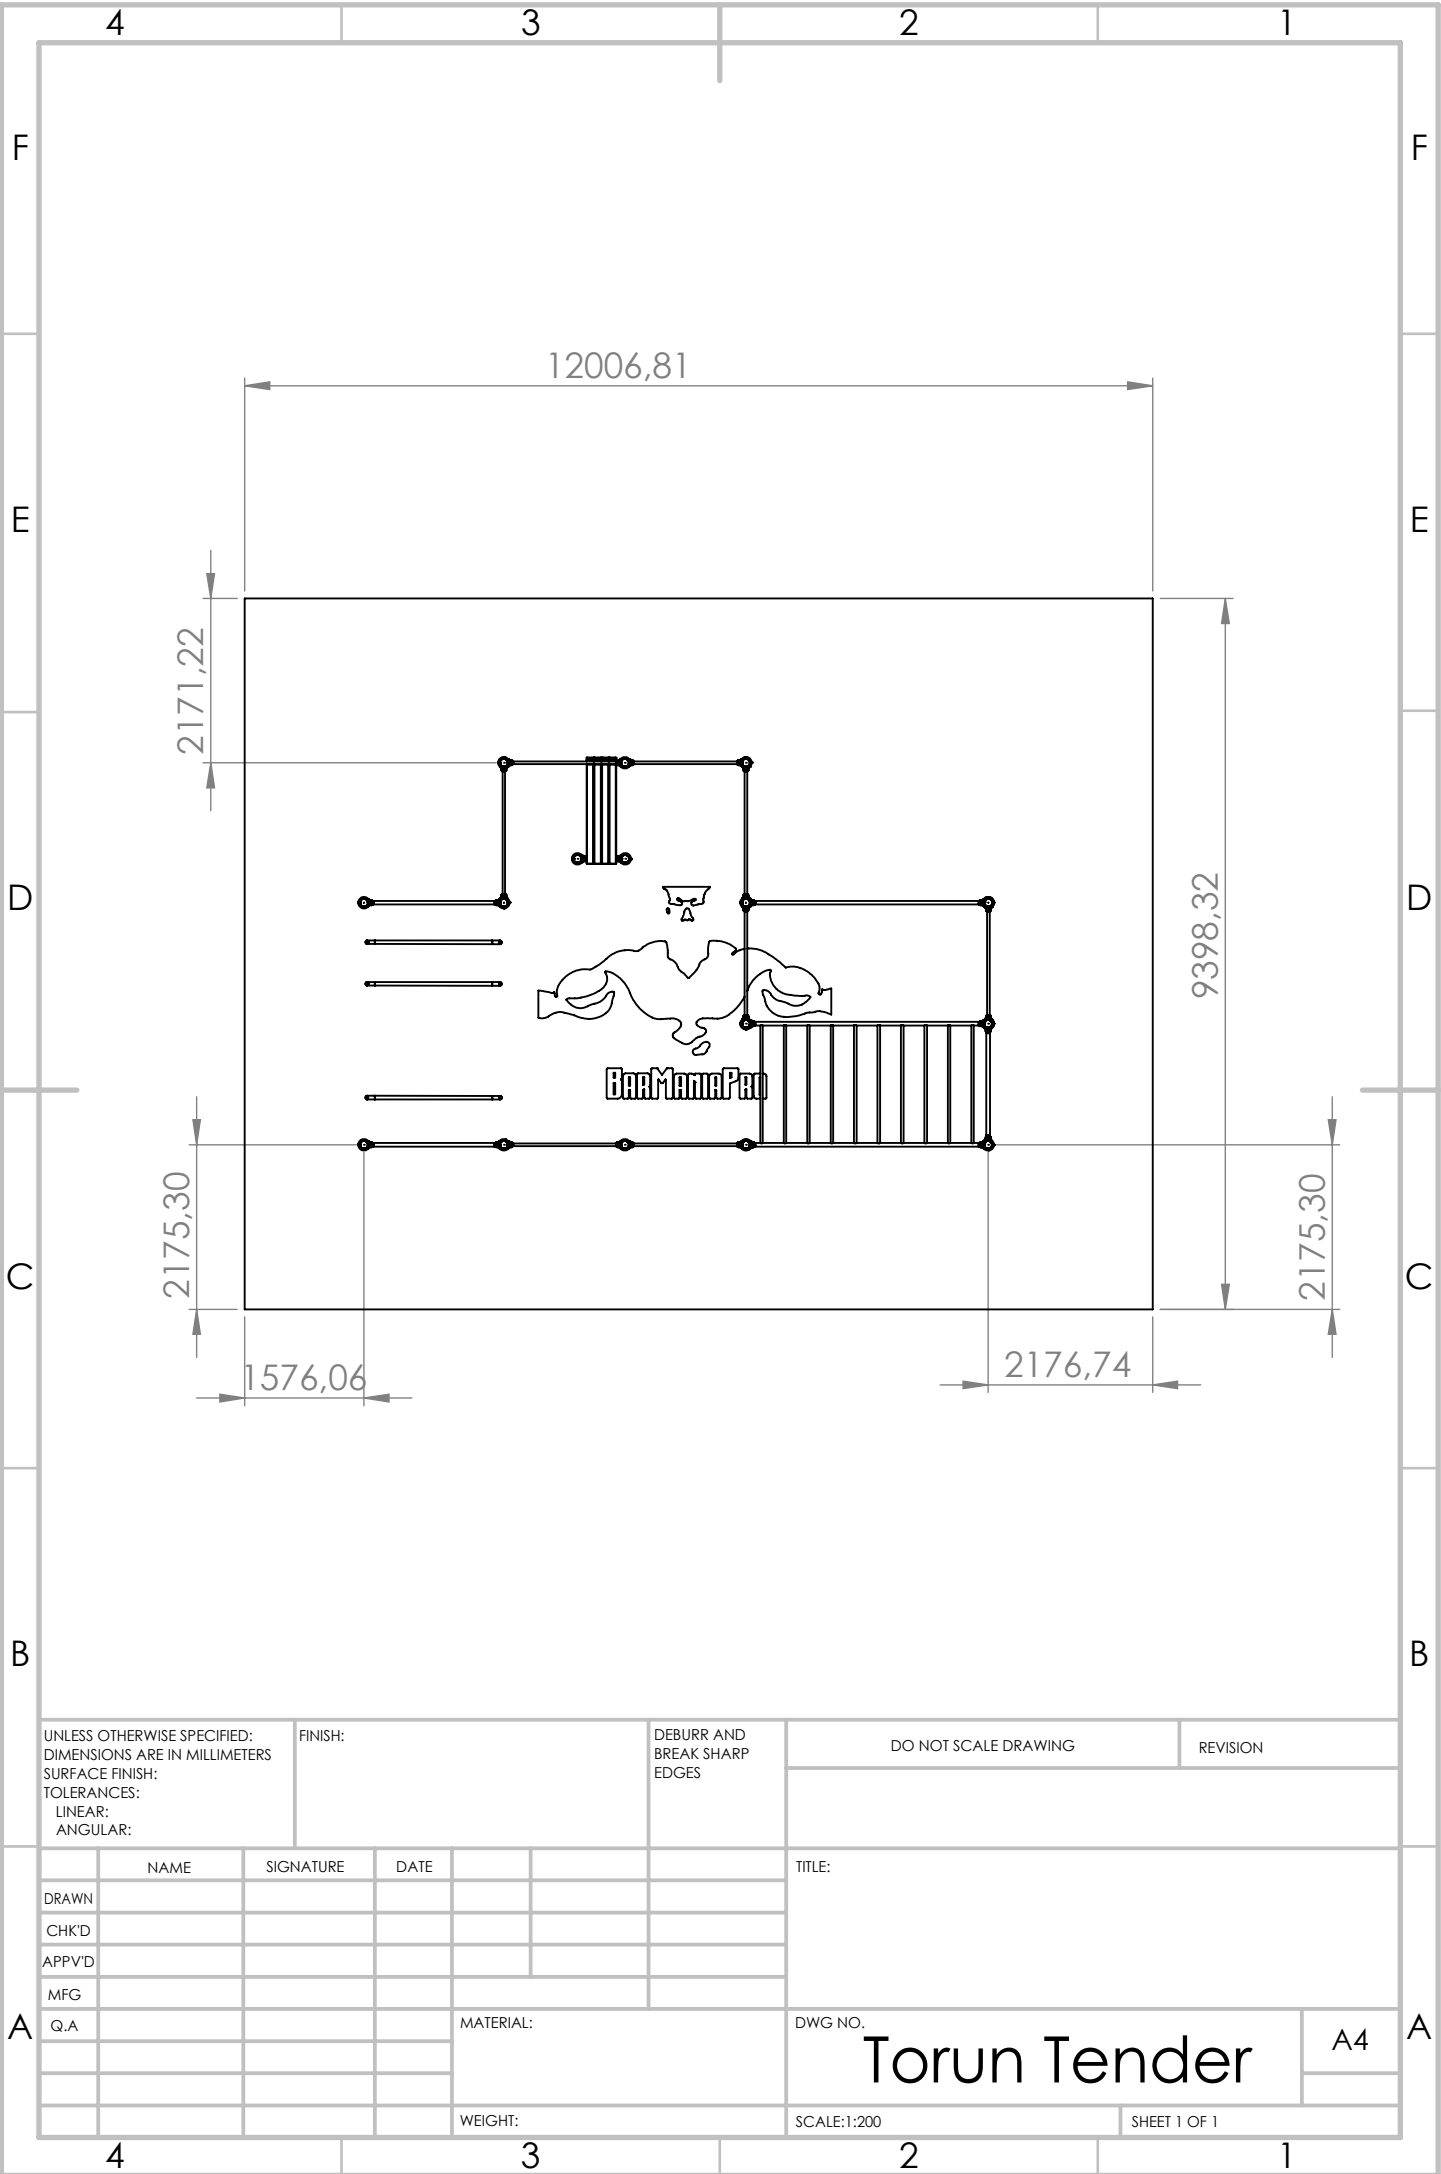 4 3 2 1
F F
12006,81
E E
2171,22
D D
9398,32
BarManiaPro
2175,30 2175,30
C C
1576,06 2176,74
B B
UNLESS OTHERWISE SPECIFIED:
DIMENSIONS ARE IN MILLIMETERS
SURFACE FINISH:
TOLERANCES:
LINEAR:
ANGULAR:
FINISH:
DEBURR AND
BREAK SHARP
EDGES
DO NOT SCALE DRAWING
REVISION
NAME SIGNATURE DATE
TITLE:
DRAWN
CHK'D
APPV'D
MFG
Q.A
MATERIAL:
DWG NO.
Torun Tender
A4
A A
WEIGHT:
SCALE:1:200
SHEET 1 OF 1
4 3 2 1